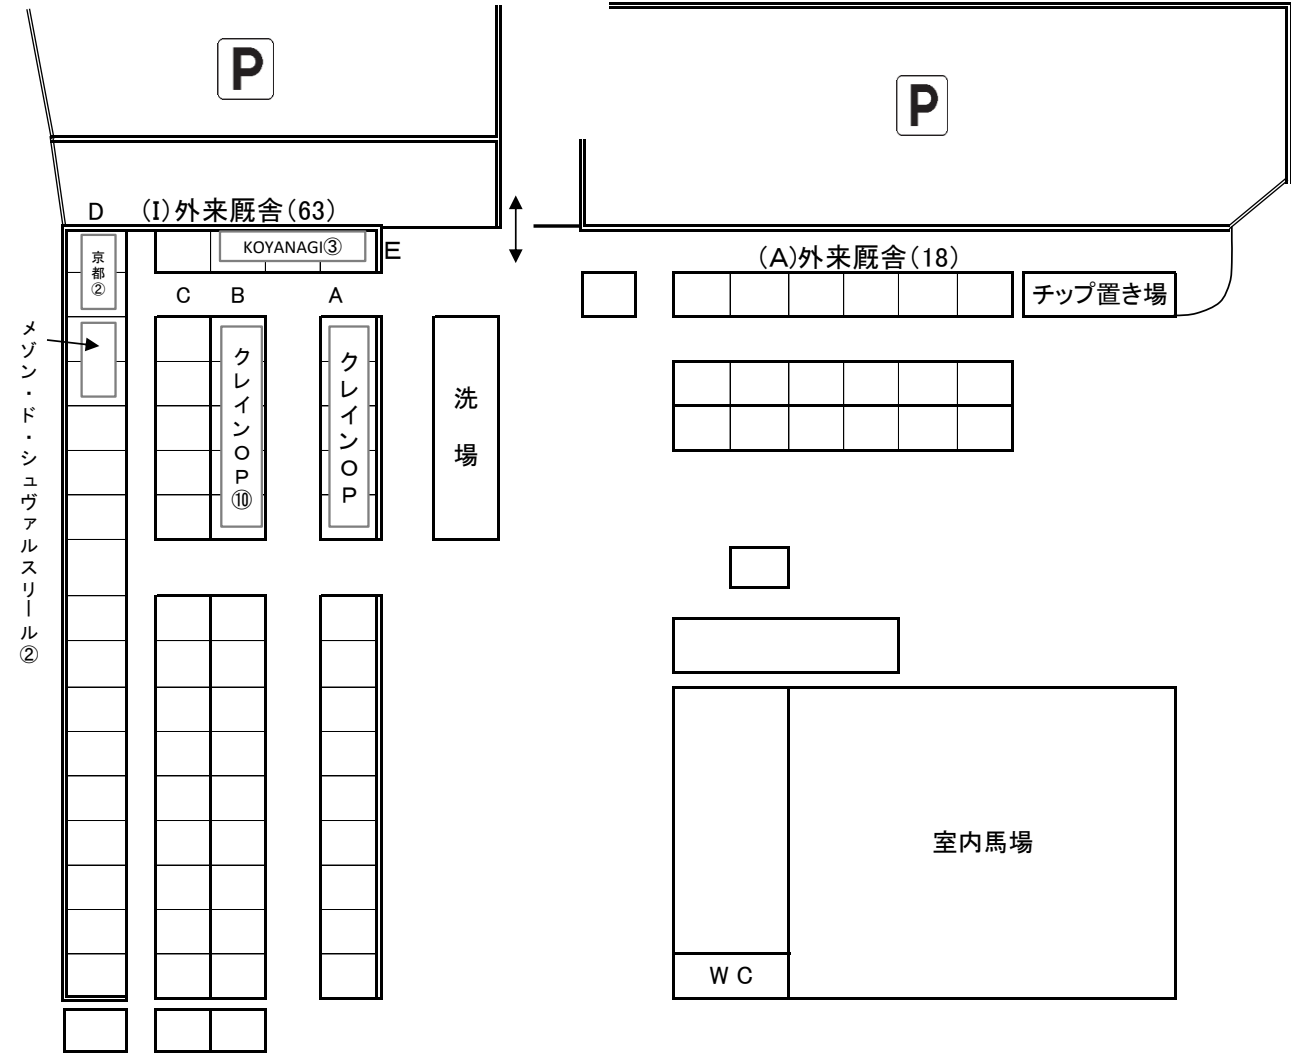 P
P
D
(I)外来厩舎(63)
京都②
KOYANAGI③
E
(A)外来厩舎(18)
チップ置き場
C
B
A
メゾン・ド・シュヴァルスリール②
クレインOP⑩
クレインOP
洗場
室内馬場
WC